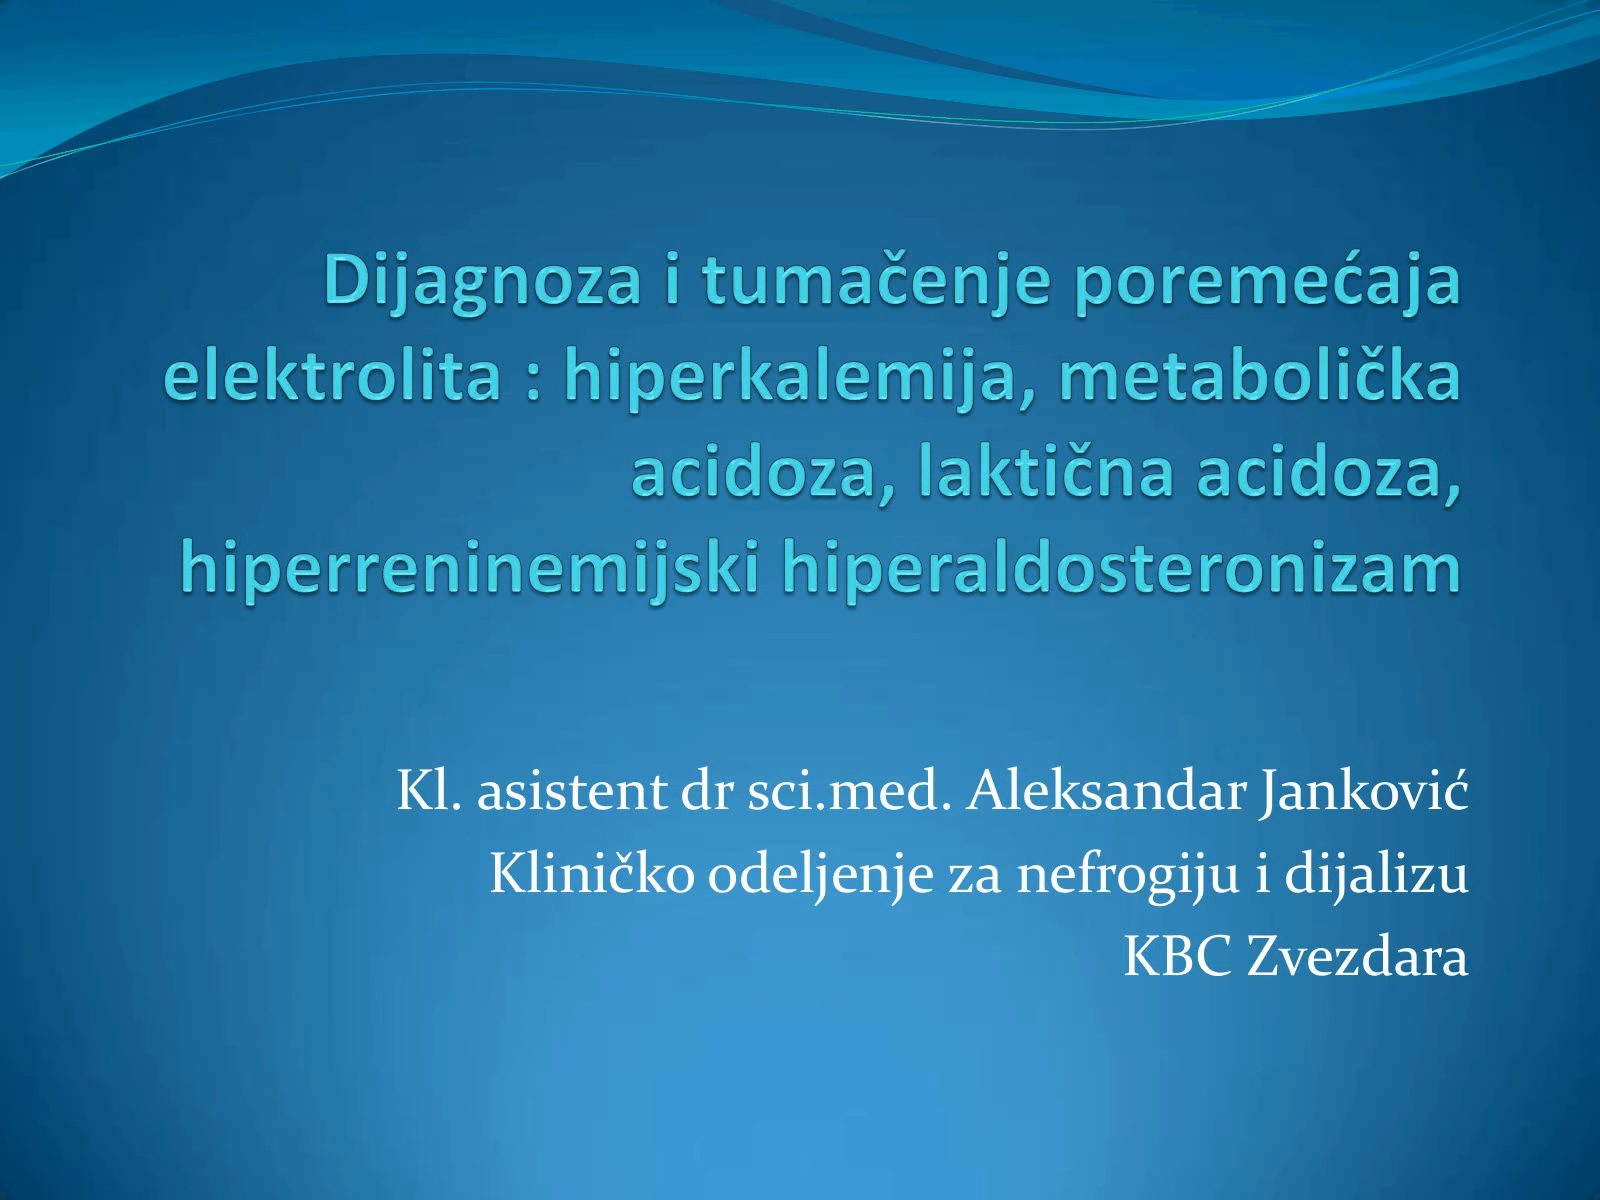 Dijagnoza i tumačenje poremećaja
elektrolita : hiperkalemija, metabolička
acidoza, laktična acidoza,
hiperreninemijski hiperaldosteronizam
Kl. asistent dr sci.med. Aleksandar Janković
Kliničko odeljenje za nefrogiju i dijalizu
KBC Zvezdara